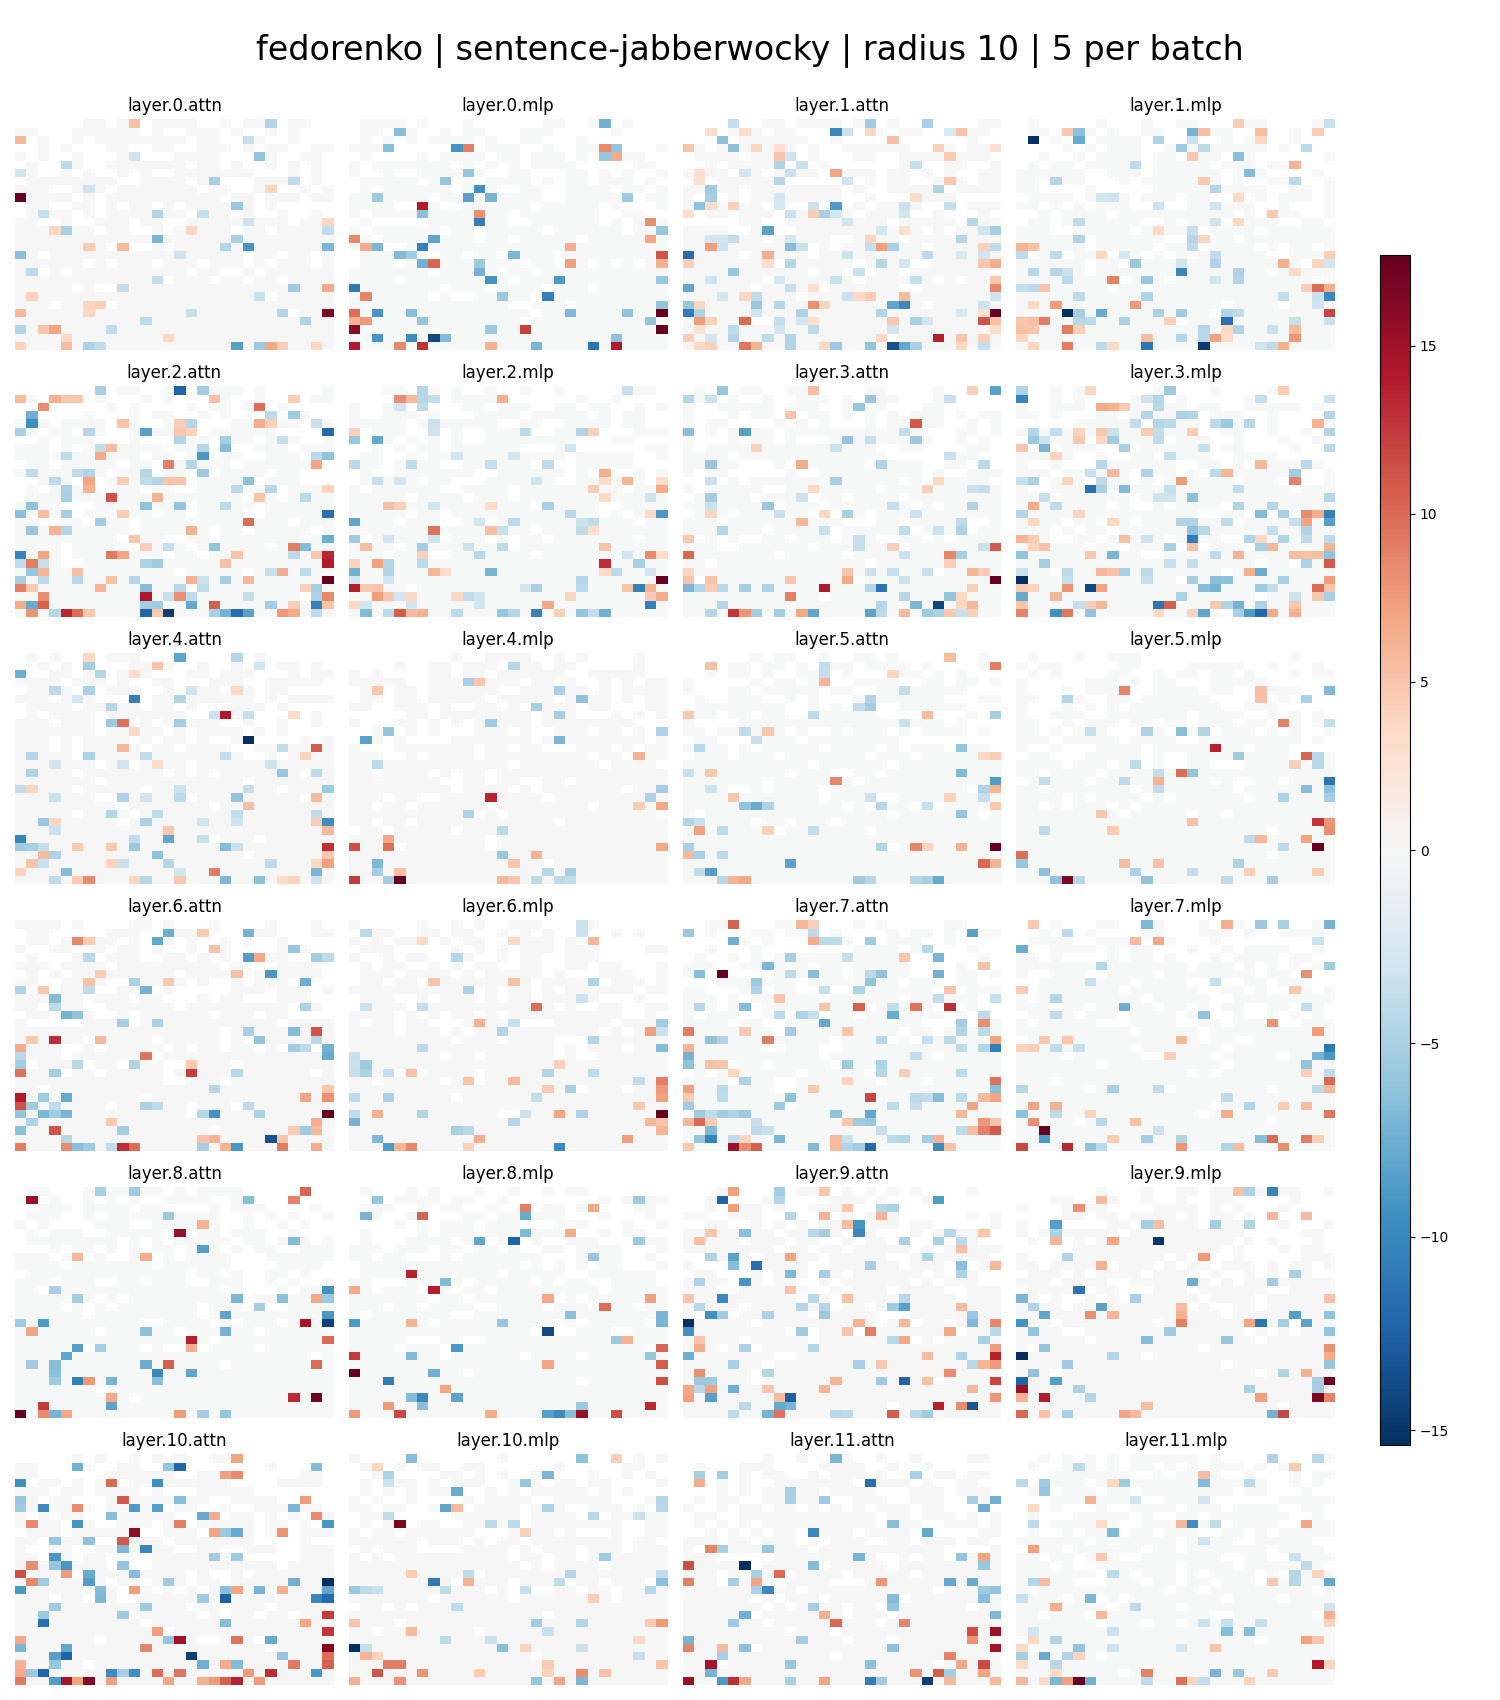 fedorenko | sentence-jabberwocky | radius 10 | 5 per batch
layer.0.attn layer.0.mlp layer.1.attn layer.1.mlp
layer.2.attn layer.2.mlp layer.3.attn layer.3.mlp
layer.4.attn layer.4.mlp layer.5.attn layer.5.mlp
layer.6.attn layer.6.mlp layer.7.attn layer.7.mlp
layer.8.attn layer.8.mlp layer.9.attn layer.9.mlp
layer.10.attn layer.10.mlp layer.11.attn layer.11.mlp
15
10
5
0
−5
−10
−15